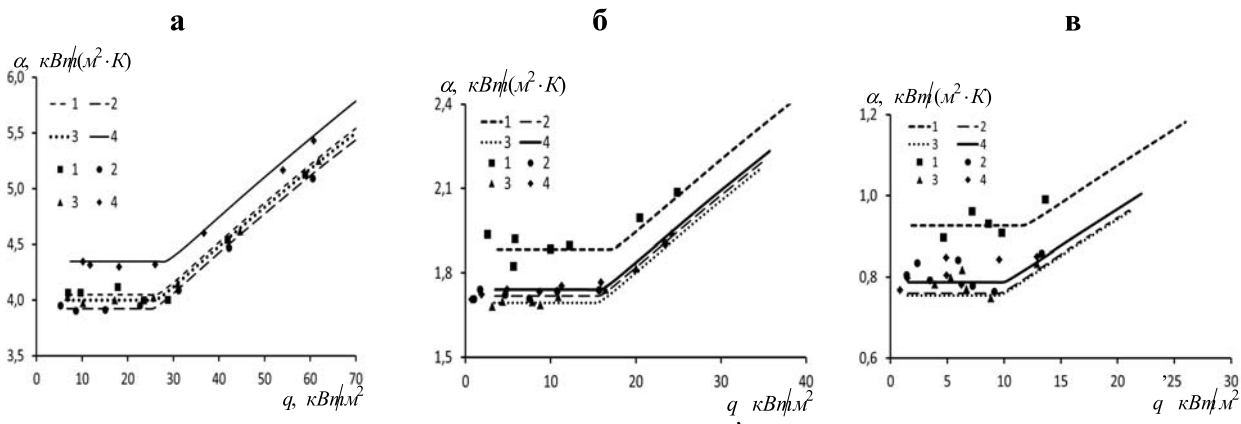 а
α, кВт/(м²·К)
6,0
5,5
5,0
4,5
4,0
3,5
0 10 20 30 40 50 60 70
q, кВт/м²
1 2
3 4
1 2
3 4
б
α, кВт/(м²·К)
2,4
2,1
1,8
1,5
0 10 20 30 40
q кВт/м²
,
1 2
3 4
1 2
3 4
в
α, кВт/(м²·К)
1,2
1,0
0,8
0,6
0 5 10 15 20 25 30
q , кВт/м²
1 2
3 4
1 2
3 4